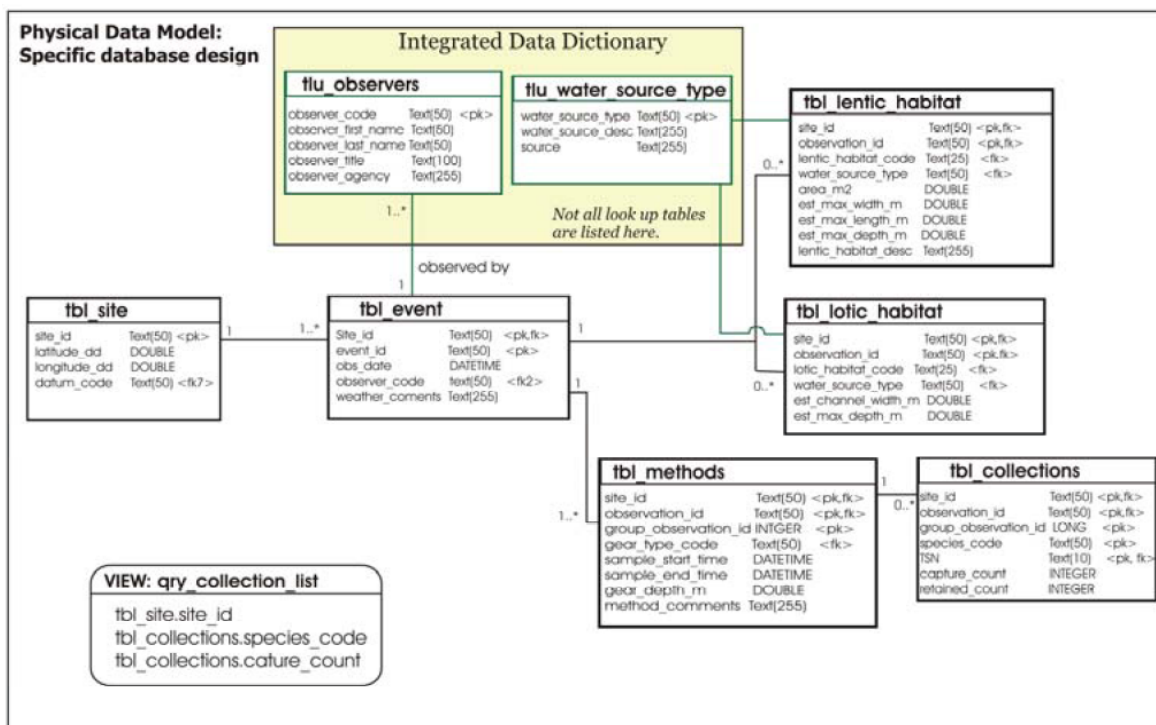 Physical Data Model:
Specific database design
Integrated Data Dictionary
tlu_observers
observer_code Text(50) <pk>
observer_first_name Text(50)
observer_last_name Text(50)
observer_title Text(100)
observer_agency Text(255)
tlu_water_source_type
water_source_type Text(50) <pk>
water_source_desc Text(255)
source Text(255)
Not all look up tables
are listed here.
1..*
observed by
1
tbl_lentic_habitat
site_id Text(50) <pk,fk>
observation_id Text(50) <pk,fk>
lentic_habitat_code Text(25) <fk>
water_source_type Text(50) <fk>
area_m2 DOUBLE
est_max_width_m DOUBLE
est_max_length_m DOUBLE
est_max_depth_m DOUBLE
lentic_habitat_desc Text(255)
0..*
tbl_site
site_id Text(50) <pk>
latitude_dd DOUBLE
longitude_dd DOUBLE
datum_code Text(50) <fk7>
1
1..*
tbl_event
Site_id Text(50) <pk,fk>
event_id Text(50) <pk>
obs_date DATETIME
observer_code text(50) <fk2>
weather_coments Text(255)
1
1
tbl_lotic_habitat
site_id Text(50) <pk,fk>
observation_id Text(50) <pk,fk>
lotic_habitat_code Text(25) <fk>
water_source_type Text(50) <fk>
est_channel_width_m DOUBLE
est_max_depth_m DOUBLE
0..*
tbl_methods
site_id Text(50) <pk,fk>
observation_id Text(50) <pk,fk>
group_observation_id INTGER <pk>
gear_type_code Text(50) <fk>
sample_start_time DATETIME
sample_end_time DATETIME
gear_depth_m DOUBLE
method_comments Text(255)
1..*
1
0..*
tbl_collections
site_id Text(50) <pk,fk>
observation_id Text(50) <pk,fk>
group_observation_id LONG <pk>
species_code Text(50) <pk>
TSN Text(10) <pk, fk>
capture_count INTEGER
retained_count INTEGER
VIEW: qry_collection_list
tbl_site.site_id
tbl_collections.species_code
tbl_collections.cature_count